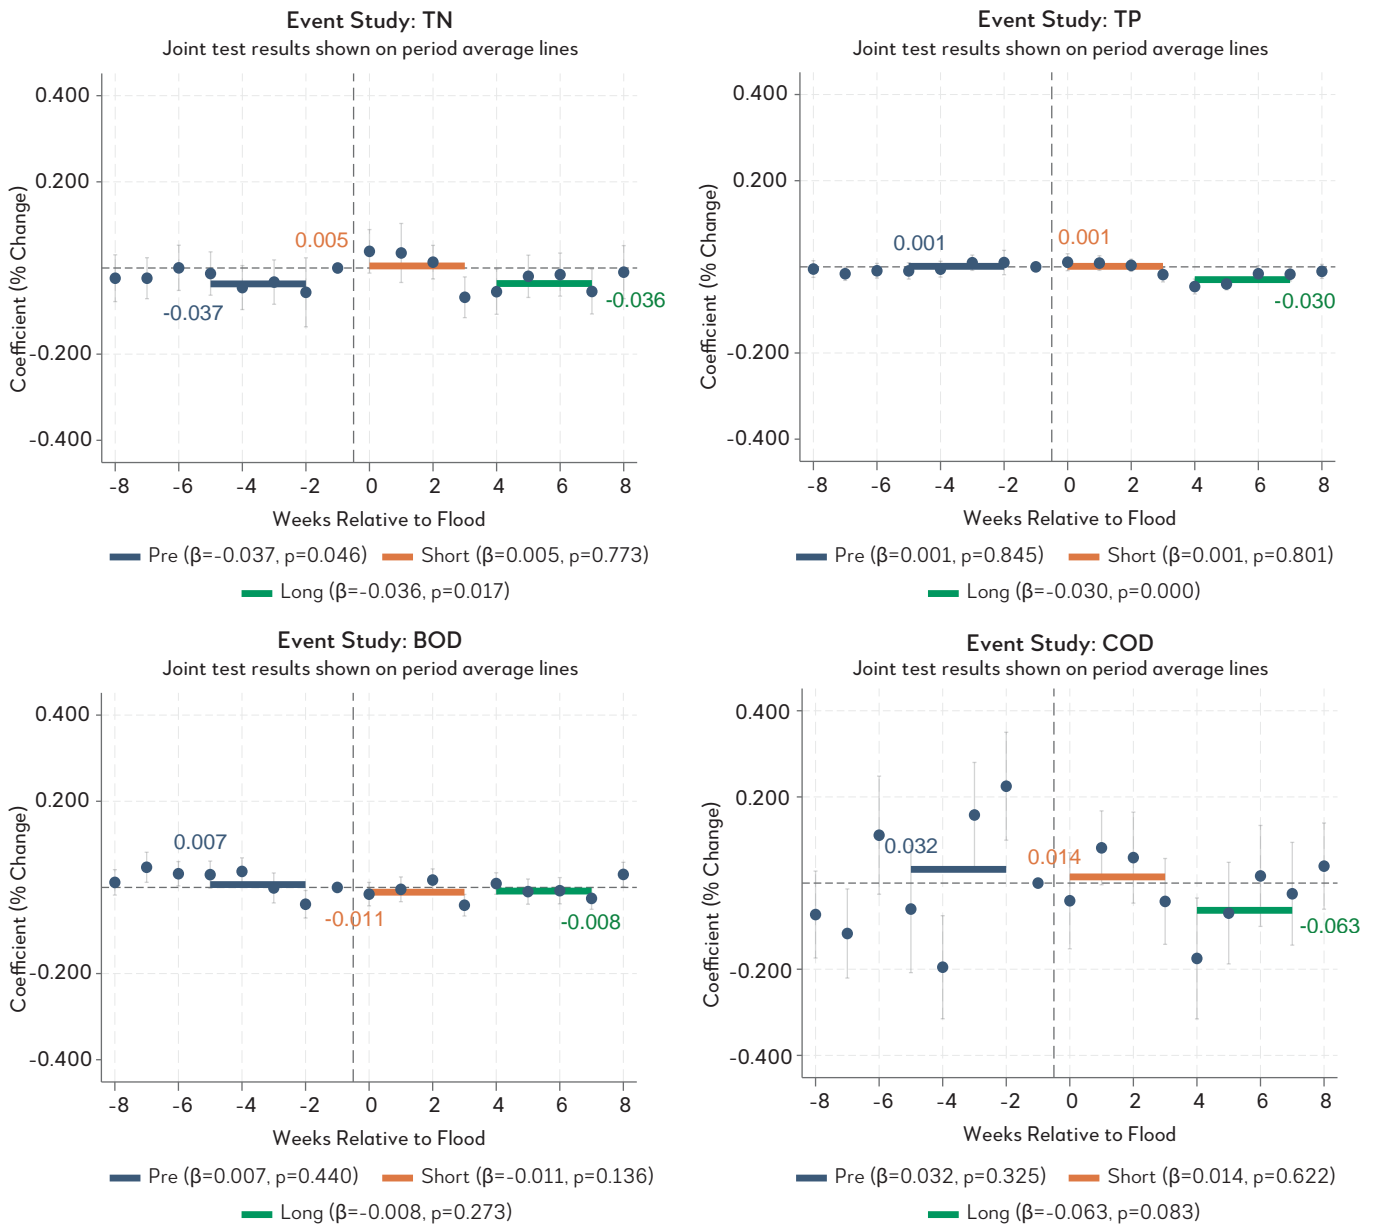 Event Study: TN
Joint test results shown on period average lines
Coefficient (% Change)
0.400
0.200
-0.200
-0.400
0.005
-0.037
-0.036
-8 -6 -4 -2 0 2 4 6 8
Weeks Relative to Flood
Pre (β=-0.037, p=0.046) Short (β=0.005, p=0.773)
Long (β=-0.036, p=0.017)
Event Study: TP
Joint test results shown on period average lines
Coefficient (% Change)
0.400
0.200
-0.200
-0.400
0.001
0.001
-0.030
-8 -6 -4 -2 0 2 4 6 8
Weeks Relative to Flood
Pre (β=0.001, p=0.845) Short (β=0.001, p=0.801)
Long (β=-0.030, p=0.000)
Event Study: BOD
Joint test results shown on period average lines
Coefficient (% Change)
0.400
0.200
-0.200
-0.400
0.007
-0.011
-0.008
-8 -6 -4 -2 0 2 4 6 8
Weeks Relative to Flood
Pre (β=0.007, p=0.440) Short (β=-0.011, p=0.136)
Long (β=-0.008, p=0.273)
Event Study: COD
Joint test results shown on period average lines
Coefficient (% Change)
0.400
0.200
-0.200
-0.400
0.032
0.014
-0.063
-8 -6 -4 -2 0 2 4 6 8
Weeks Relative to Flood
Pre (β=0.032, p=0.325) Short (β=0.014, p=0.622)
Long (β=-0.063, p=0.083)